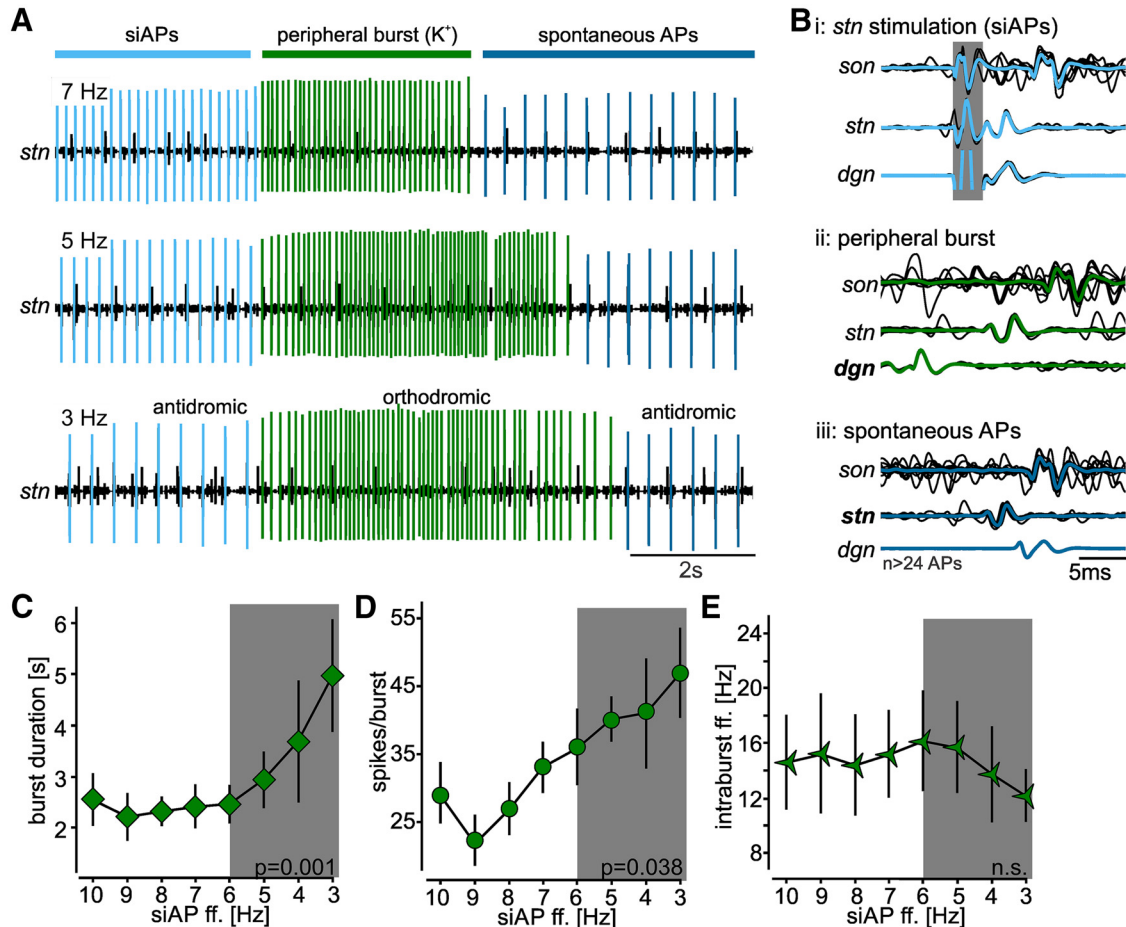 A
siAPs peripheral burst (K+) spontaneous APs
7 Hz
stn
5 Hz
stn
3 Hz antidromic orthodromic antidromic
stn
2s
B
i: stn stimulation (siAPs)
son
stn
dgn
ii: peripheral burst
son
stn
dgn
iii: spontaneous APs
son
stn
dgn
n>24 APs
5ms
C
burst duration [s]
6
5
4
3
2
p=0.001
10 9 8 7 6 5 4 3
siAP ff. [Hz]
D
spikes/burst
55
45
35
25
p=0.038
10 9 8 7 6 5 4 3
siAP ff. [Hz]
E
intraburst ff. [Hz]
24
20
16
12
8
n.s.
10 9 8 7 6 5 4 3
siAP ff. [Hz]